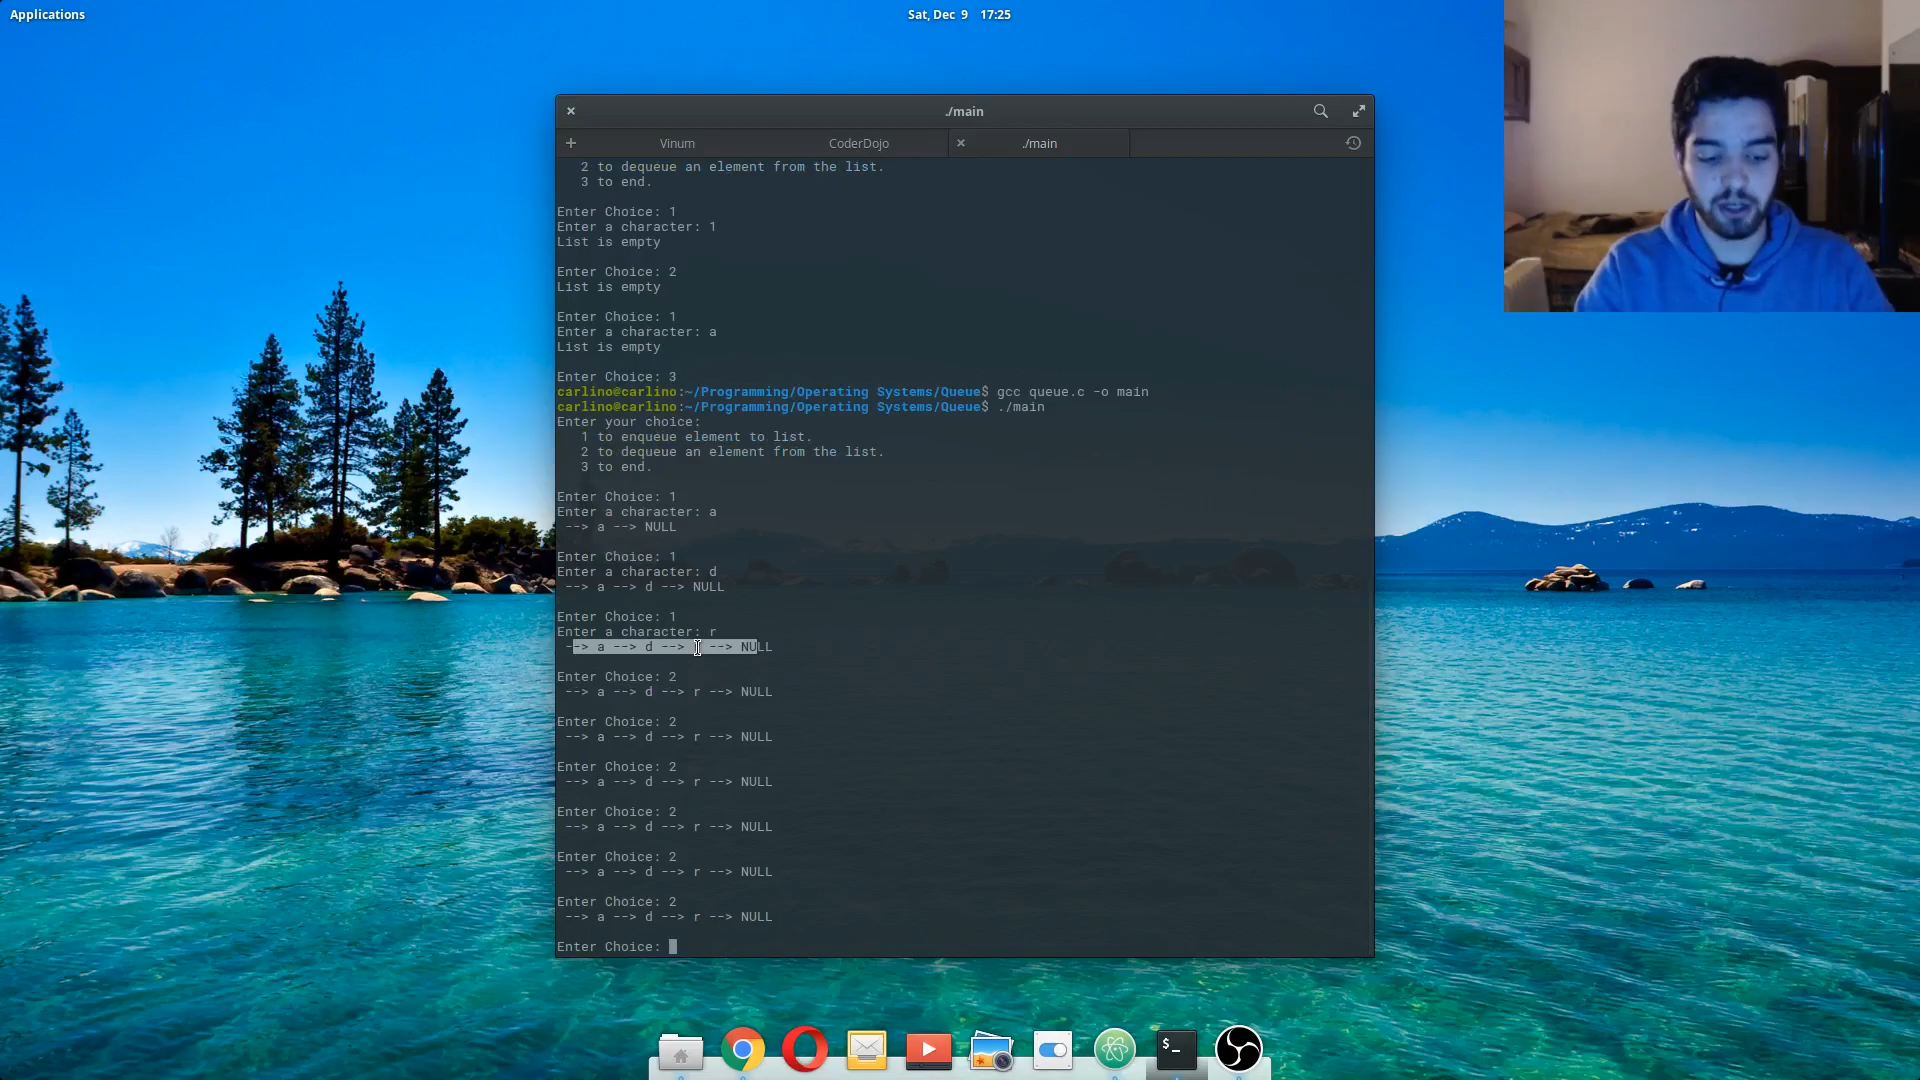 Applications
Sat, Dec 9 17:25
./main
Vinum
CoderDojo
./main
2 to dequeue an element from the list.
3 to end.
Enter Choice: 1
Enter a character: 1
List is empty
Enter Choice: 2
List is empty
Enter Choice: 1
Enter a character: a
List is empty
Enter Choice: 3
carlino@carlino:~/Programming/Operating Systems/Queue$ gcc queue.c -o main
carlino@carlino:~/Programming/Operating Systems/Queue$ ./main
Enter your choice:
1 to enqueue element to list.
2 to dequeue an element from the list.
3 to end.
Enter Choice: 1
Enter a character: a
--> a --> NULL
Enter Choice: 1
Enter a character: d
--> a --> d --> NULL
Enter Choice: 1
Enter a character: r
--> a --> d --> --> NULL
Enter Choice: 2
--> a --> d --> r --> NULL
Enter Choice: 2
--> a --> d --> r --> NULL
Enter Choice: 2
--> a --> d --> r --> NULL
Enter Choice: 2
--> a --> d --> r --> NULL
Enter Choice: 2
--> a --> d --> r --> NULL
Enter Choice: 2
--> a --> d --> r --> NULL
Enter Choice:
$_